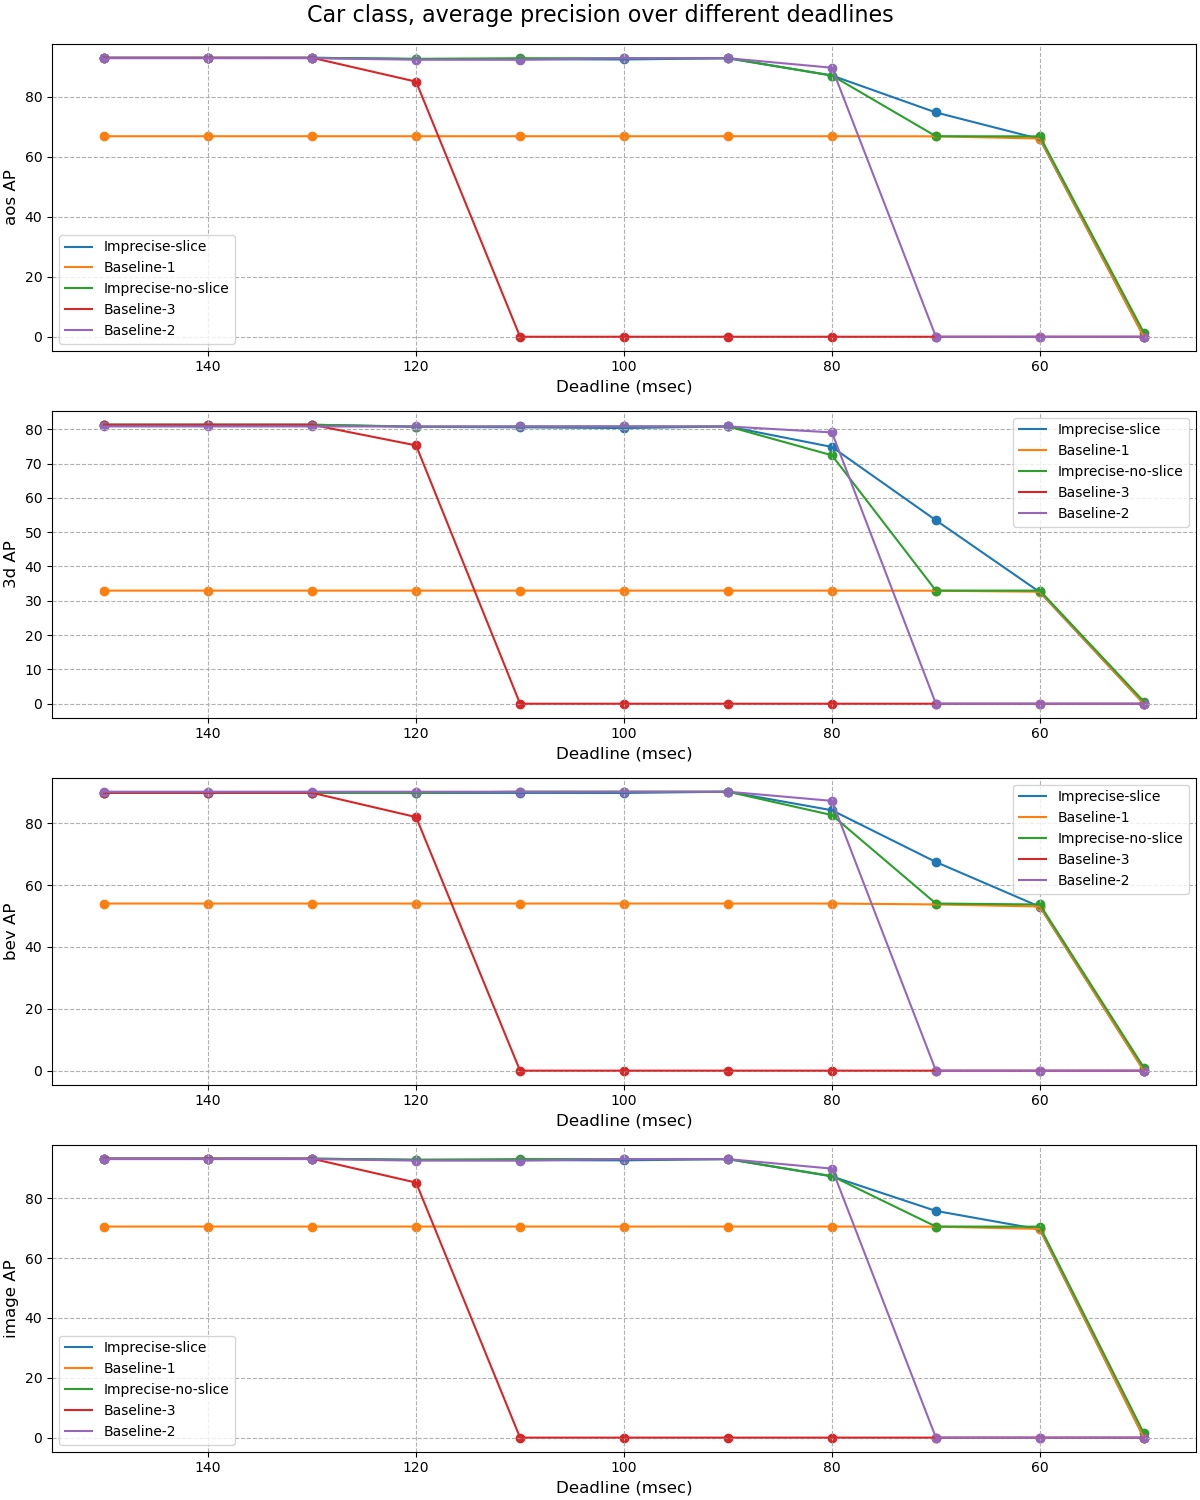 Car class, average precision over different deadlines
80
60
40
20
0
aos AP
Imprecise-slice
Baseline-1
Imprecise-no-slice
Baseline-3
Baseline-2
140 120 100 80 60
Deadline (msec)
80
70
60
50
40
30
20
10
0
3d AP
Imprecise-slice
Baseline-1
Imprecise-no-slice
Baseline-3
Baseline-2
140 120 100 80 60
Deadline (msec)
80
60
40
20
0
bev AP
Imprecise-slice
Baseline-1
Imprecise-no-slice
Baseline-3
Baseline-2
140 120 100 80 60
Deadline (msec)
80
60
40
20
0
image AP
Imprecise-slice
Baseline-1
Imprecise-no-slice
Baseline-3
Baseline-2
140 120 100 80 60
Deadline (msec)